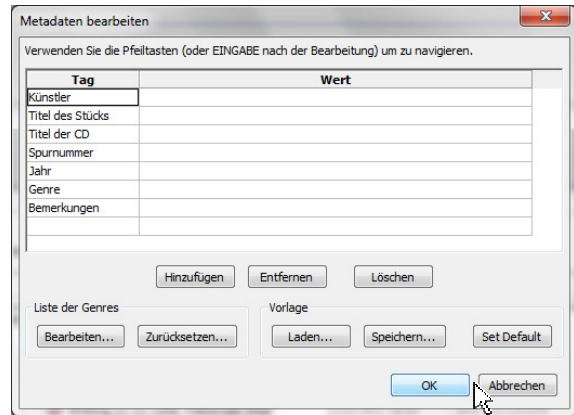 Metadaten bearbeiten
Verwenden Sie die Pfeiltasten (oder EINGABE nach der Bearbeitung) um zu navigieren.
Tag Wert
Künstler
Titel des Stücks
Titel der CD
Spurnummer
Jahr
Genre
Bemerkungen
Hinzufügen Entfernen Löschen
Liste der Genres Vorlage
Bearbeiten... Zurücksetzen... Laden... Speichern... Set Default
OK Abbrechen